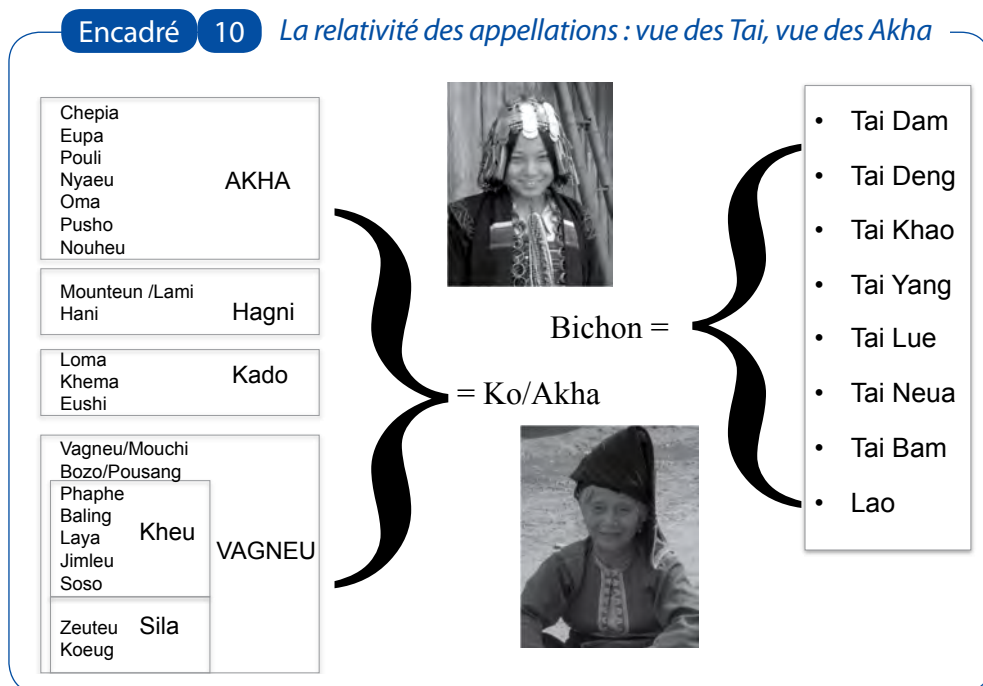 Encadré 10 La relativité des appellations : vue des Tai, vue des Akha
Chepia
Eupa
Pouli
Nyaeu
Oma
Pusho
Nouheu
AKHA
Mounteun /Lami
Hani
Hagni
Loma
Khema
Eushi
Kado
Vagneu/Mouchi
Bozo/Pousang
Phaphe
Baling
Laya
Jimleu
Soso
Kheu
VAGNEU
Zeuteu
Koeug
Sila
= Ko/Akha
Bichon =
• Tai Dam
• Tai Deng
• Tai Khao
• Tai Yang
• Tai Lue
• Tai Neua
• Tai Bam
• Lao